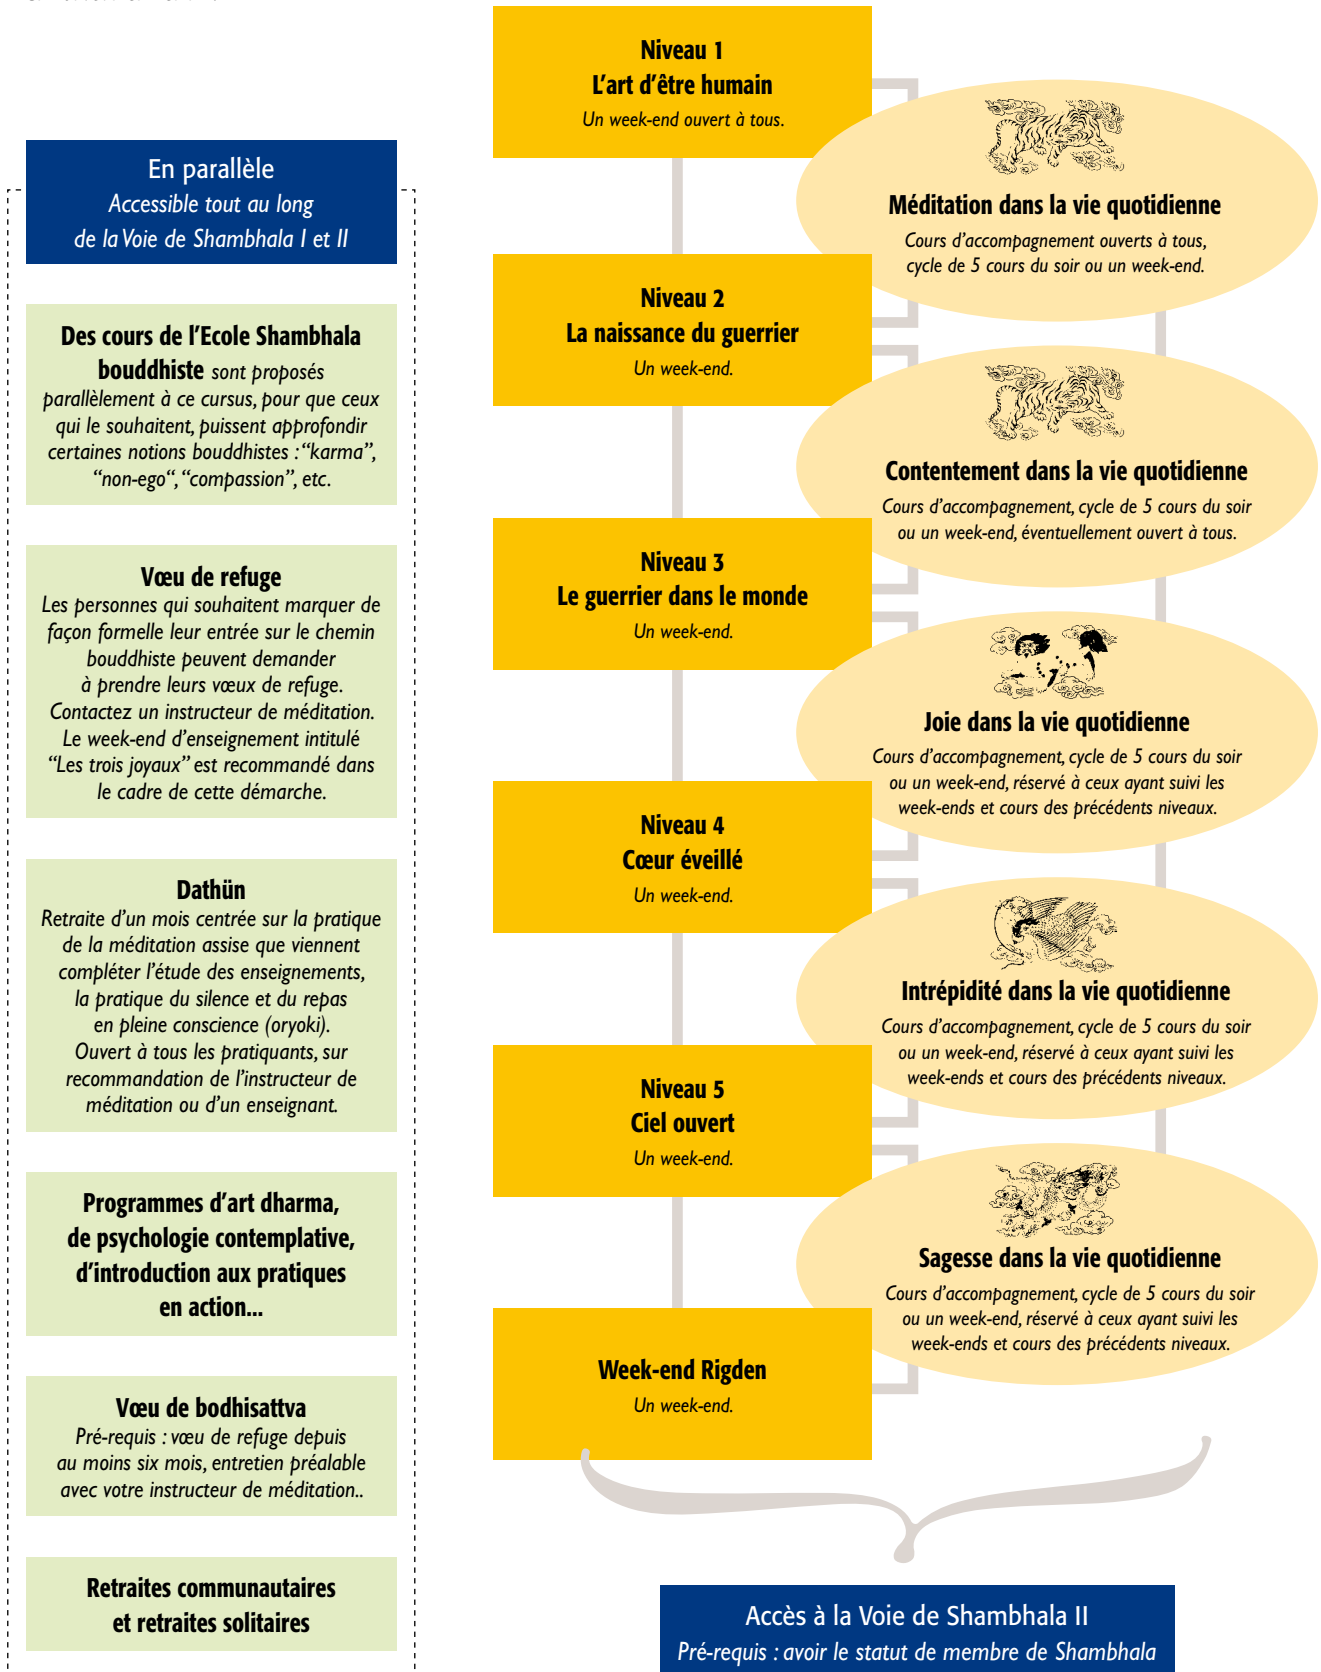 En parallèle
Accessible tout au long
de la Voie de Shambhala I et II
Des cours de l’Ecole Shambhala
bouddhiste sont proposés
parallèlement à ce cursus, pour que ceux
qui le souhaitent, puissent approfondir
certaines notions bouddhistes : “karma”,
“non-ego“, “compassion”, etc.
Vœu de refuge
Les personnes qui souhaitent marquer de
façon formelle leur entrée sur le chemin
bouddhiste peuvent demander
à prendre leurs vœux de refuge.
Contactez un instructeur de méditation.
Le week-end d’enseignement intitulé
“Les trois joyaux” est recommandé dans
le cadre de cette démarche.
Dathün
Retraite d’un mois centrée sur la pratique
de la méditation assise que viennent
compléter l’étude des enseignements,
la pratique du silence et du repas
en pleine conscience (oryoki).
Ouvert à tous les pratiquants, sur
recommandation de l’instructeur de
méditation ou d’un enseignant.
Programmes d’art dharma,
de psychologie contemplative,
d’introduction aux pratiques
en action...
Vœu de bodhisattva
Pré-requis : vœu de refuge depuis
au moins six mois, entretien préalable
avec votre instructeur de méditation..
Retraites communautaires
et retraites solitaires
Niveau 1
L’art d’être humain
Un week-end ouvert à tous.
Méditation dans la vie quotidienne
Cours d’accompagnement ouverts à tous,
cycle de 5 cours du soir ou un week-end.
Niveau 2
La naissance du guerrier
Un week-end.
Contentement dans la vie quotidienne
Cours d’accompagnement, cycle de 5 cours du soir
ou un week-end, éventuellement ouvert à tous.
Niveau 3
Le guerrier dans le monde
Un week-end.
Joie dans la vie quotidienne
Cours d’accompagnement, cycle de 5 cours du soir
ou un week-end, réservé à ceux ayant suivi les
week-ends et cours des précédents niveaux.
Niveau 4
Cœur éveillé
Un week-end.
Intrépidité dans la vie quotidienne
Cours d’accompagnement, cycle de 5 cours du soir
ou un week-end, réservé à ceux ayant suivi les
week-ends et cours des précédents niveaux.
Niveau 5
Ciel ouvert
Un week-end.
Sagesse dans la vie quotidienne
Cours d’accompagnement, cycle de 5 cours du soir
ou un week-end, réservé à ceux ayant suivi les
week-ends et cours des précédents niveaux.
Week-end Rigden
Un week-end.
Accès à la Voie de Shambhala II
Pré-requis : avoir le statut de membre de Shambhala